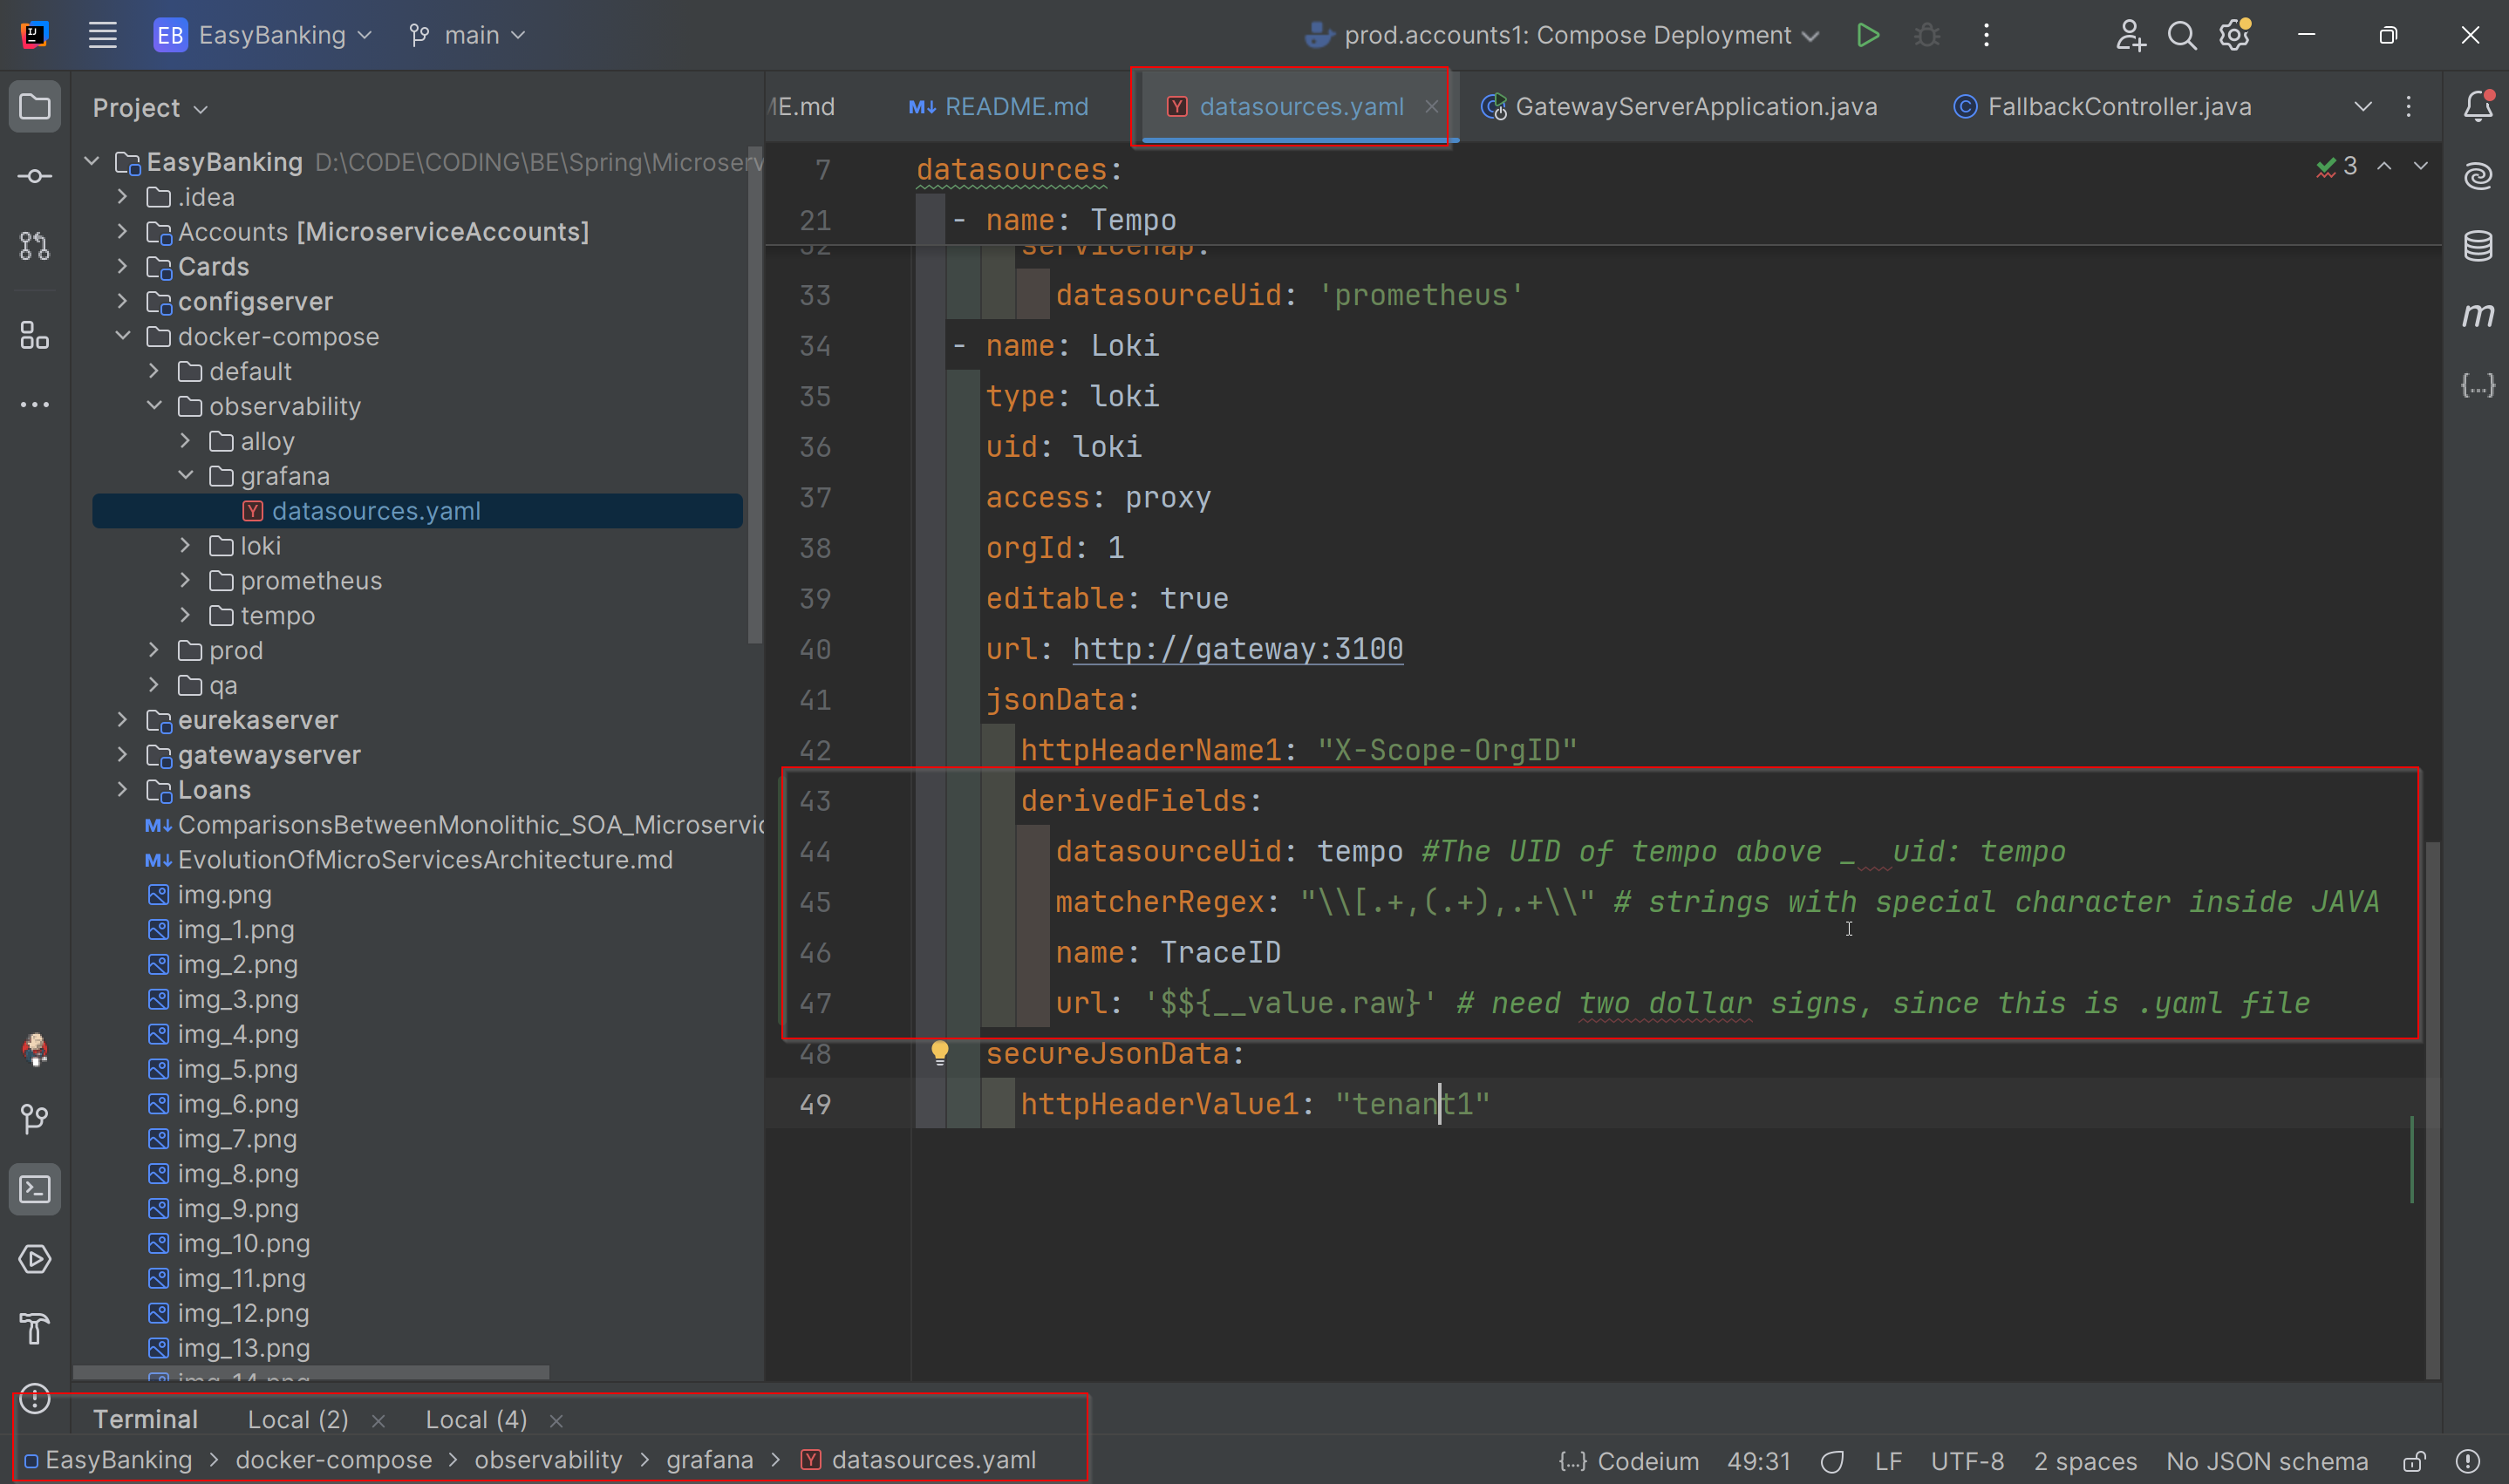 EB EasyBanking main prod.accounts1: Compose Deployment
Project
EasyBanking D:\CODE\CODING\BE\Spring\Microserv
.idea
Accounts [MicroserviceAccounts]
Cards
configserver
docker-compose
default
observability
alloy
grafana
datasources.yaml
loki
prometheus
tempo
prod
qa
eurekaserver
gatewayserver
Loans
M↓ ComparisonsBetweenMonolithic_SOA_Microservic
M↓ EvolutionOfMicroServicesArchitecture.md
img.png
img_1.png
img_2.png
img_3.png
img_4.png
img_5.png
img_6.png
img_7.png
img_8.png
img_9.png
img_10.png
img_11.png
img_12.png
img_13.png
img_14.png
ME.md M↓ README.md datasources.yaml GatewayServerApplication.java FallbackController.java
3
7 datasources:
21 - name: Tempo
32 serviceMap:
33 datasourceUid: 'prometheus'
34 - name: Loki
35 type: loki
36 uid: loki
37 access: proxy
38 orgId: 1
39 editable: true
40 url: http://gateway:3100
41 jsonData:
42 httpHeaderName1: "X-Scope-OrgID"
43 derivedFields:
44 datasourceUid: tempo #The UID of tempo above _  uid: tempo
45 matcherRegex: "\\[.+,(.+),.+\\" # strings with special character inside JAVA
46 name: TraceID
47 url: '$${__value.raw}' # need two dollar signs, since this is .yaml file
48 secureJsonData:
49 httpHeaderValue1: "tenant1"
Terminal Local (2) Local (4)
EasyBanking > docker-compose > observability > grafana > datasources.yaml
{...} Codeium 49:31 LF UTF-8 2 spaces No JSON schema